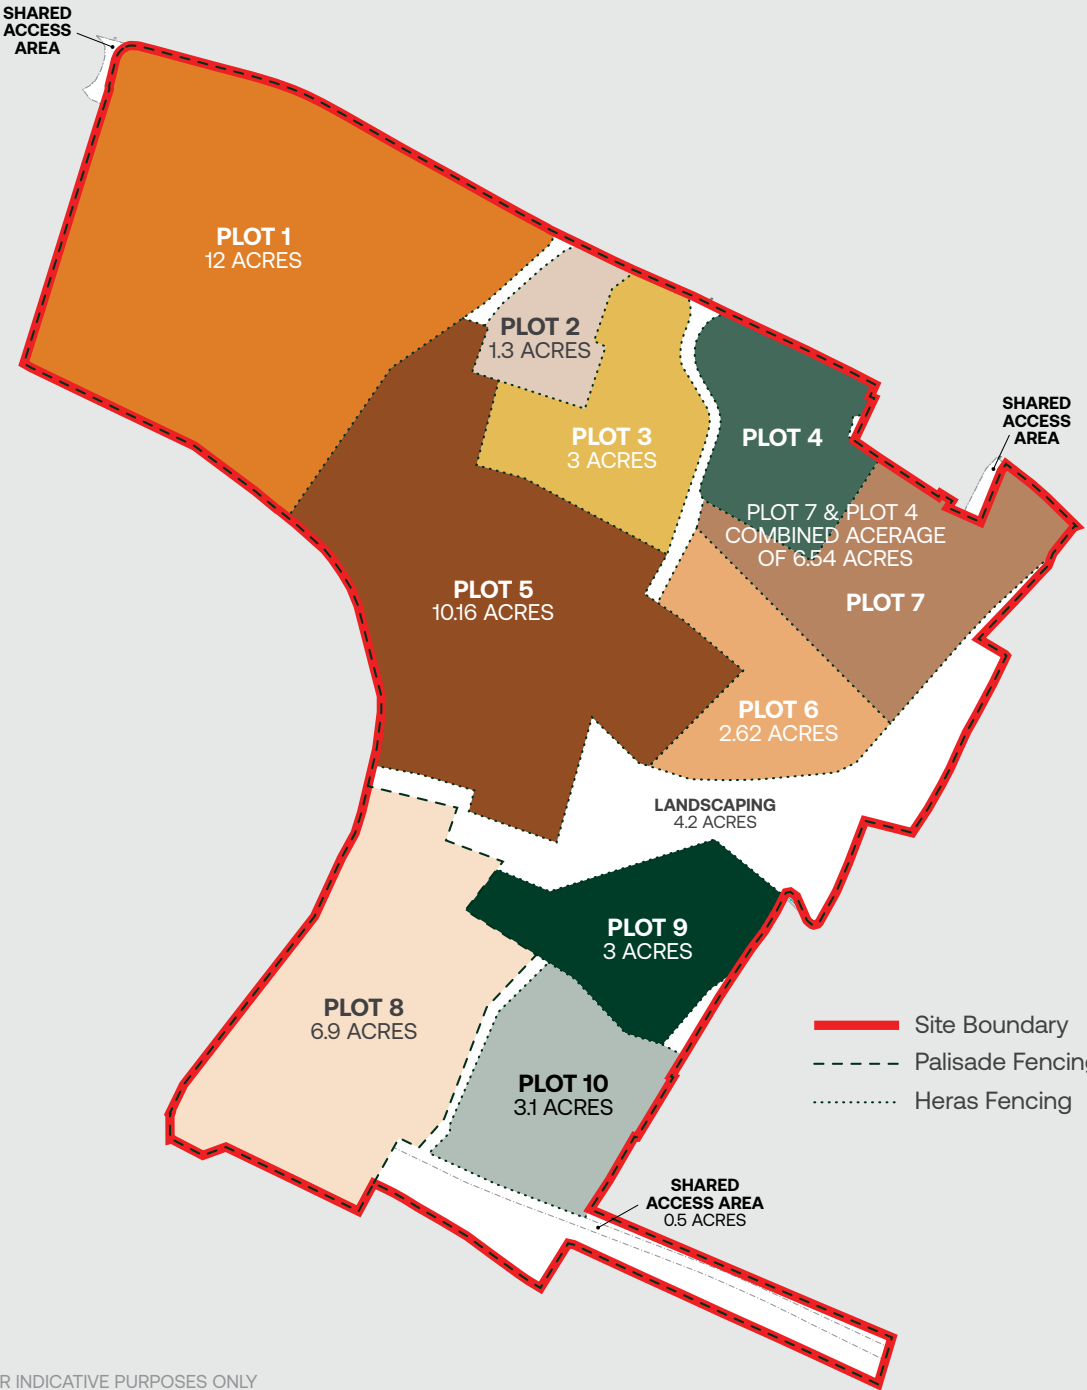 SHARED
ACCESS
AREA
PLOT 1
12 ACRES
PLOT 2
1.3 ACRES
PLOT 3
3 ACRES
PLOT 4
SHARED
ACCESS
AREA
PLOT 7 & PLOT 4
COMBINED ACERAGE
OF 6.54 ACRES
PLOT 5
10.16 ACRES
PLOT 7
PLOT 6
2.62 ACRES
LANDSCAPING
4.2 ACRES
PLOT 9
3 ACRES
PLOT 8
6.9 ACRES
Site Boundary
Palisade Fencing
Heras Fencing
PLOT 10
3.1 ACRES
SHARED
ACCESS AREA
0.5 ACRES
R INDICATIVE PURPOSES ONLY